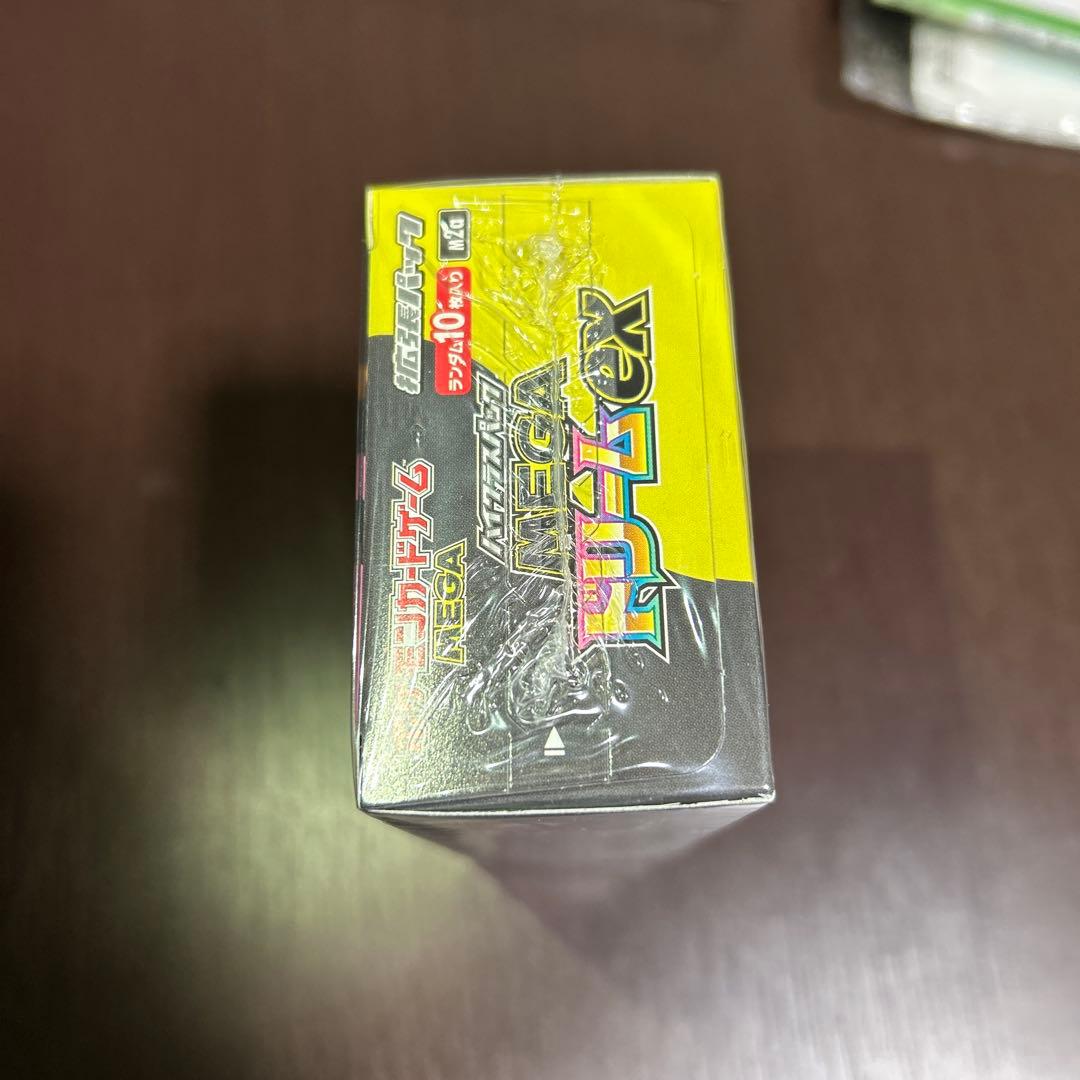 拡張パック
ランダム10枚入り
M2a
ポケモンカードゲーム
MEGA
ハイクラスパック
MEGA
ドリームex